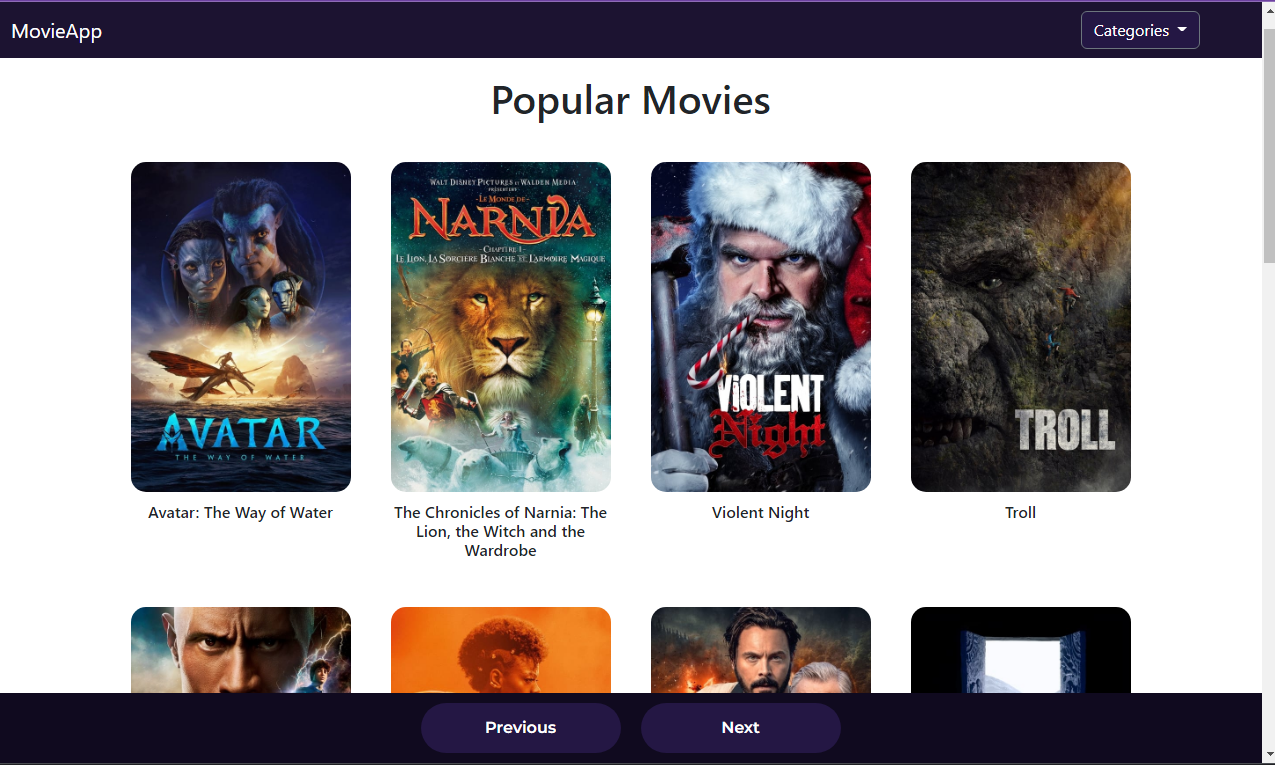 MovieApp
Categories
Popular Movies
AVATAR
THE WAY OF WATER
WALT DISNEY PICTURES ET WALDEN MEDIA
PRÉSENTENT
LE MONDE DE
NARNIA
CHAPITRE 1
LE LION, LA SORCIÈRE BLANCHE ET L'ARMOIRE MAGIQUE
VIOLENT
Night
TROLL
Avatar: The Way of Water
The Chronicles of Narnia: The
Lion, the Witch and the
Wardrobe
Violent Night
Troll
Previous
Next